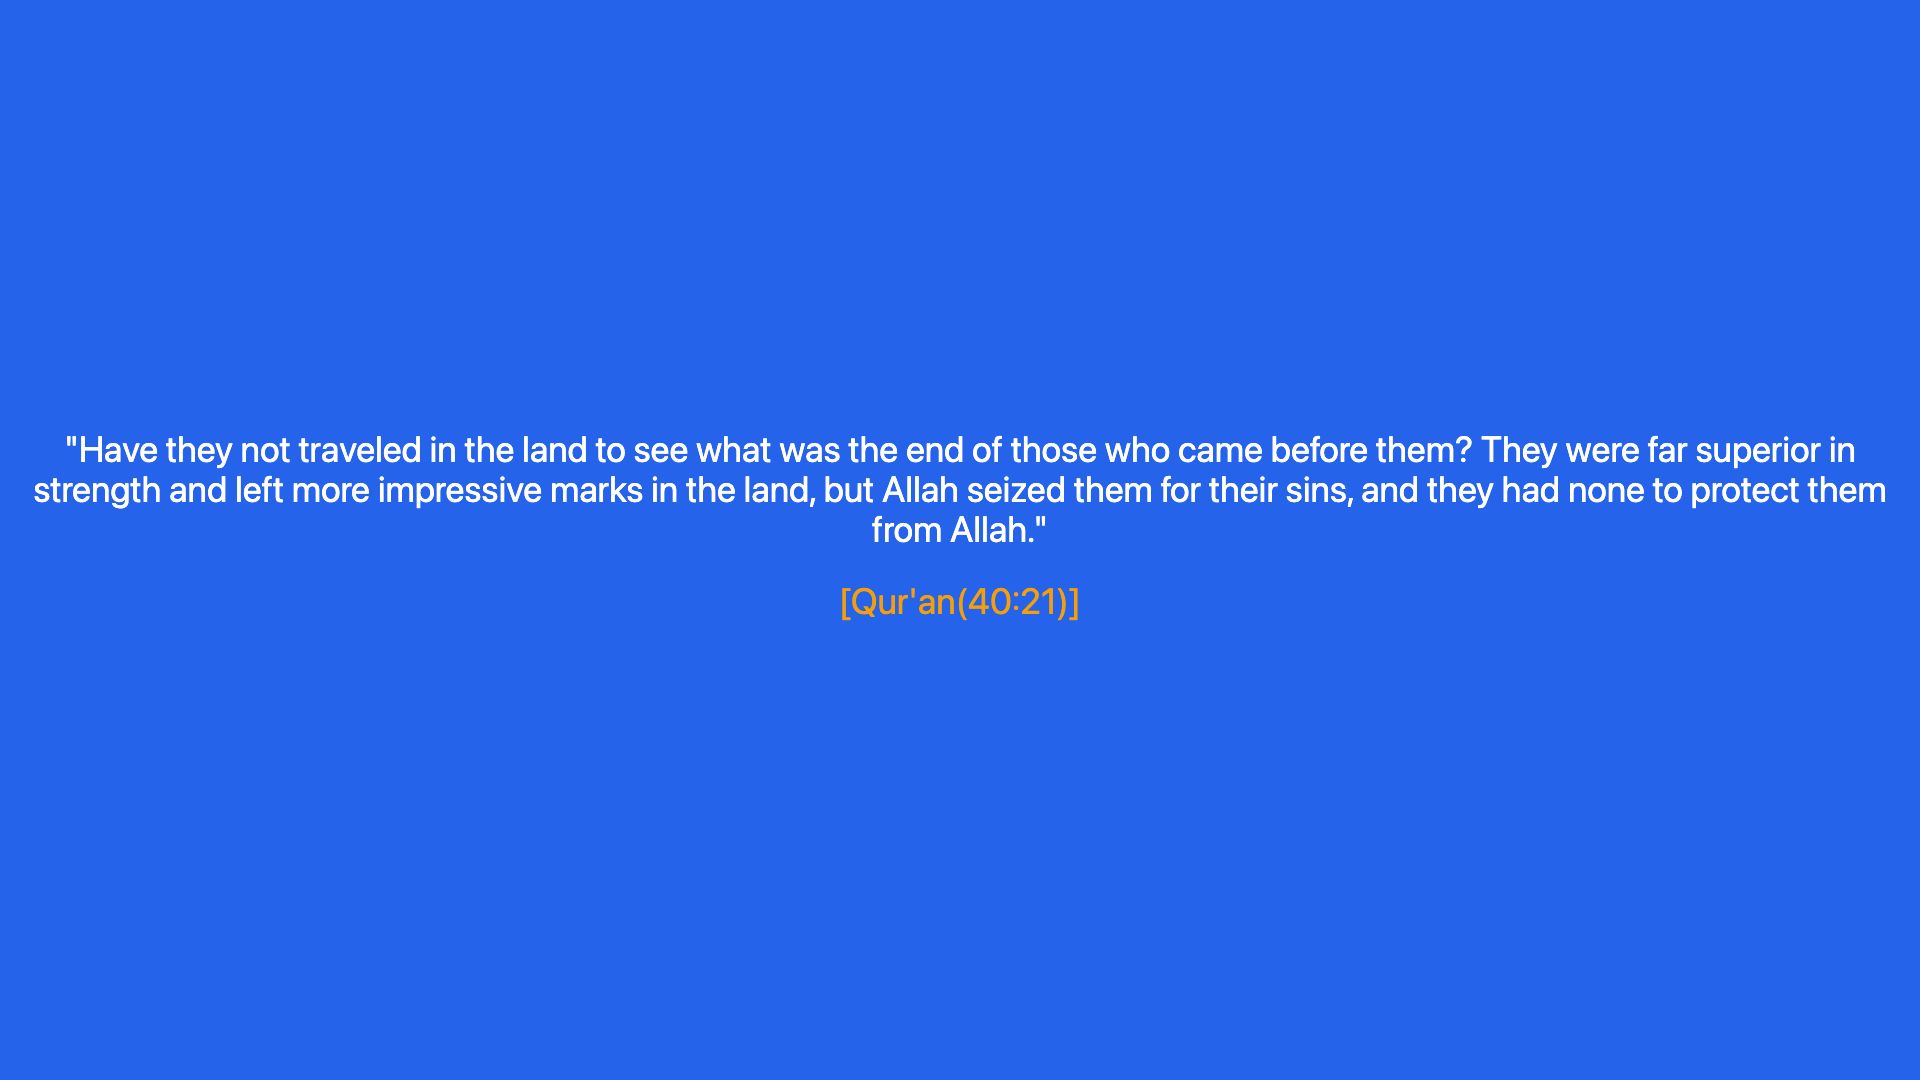 "Have they not traveled in the land to see what was the end of those who came before them? They were far superior in
strength and left more impressive marks in the land, but Allah seized them for their sins, and they had none to protect them
from Allah."
[Qur'an(40:21)]